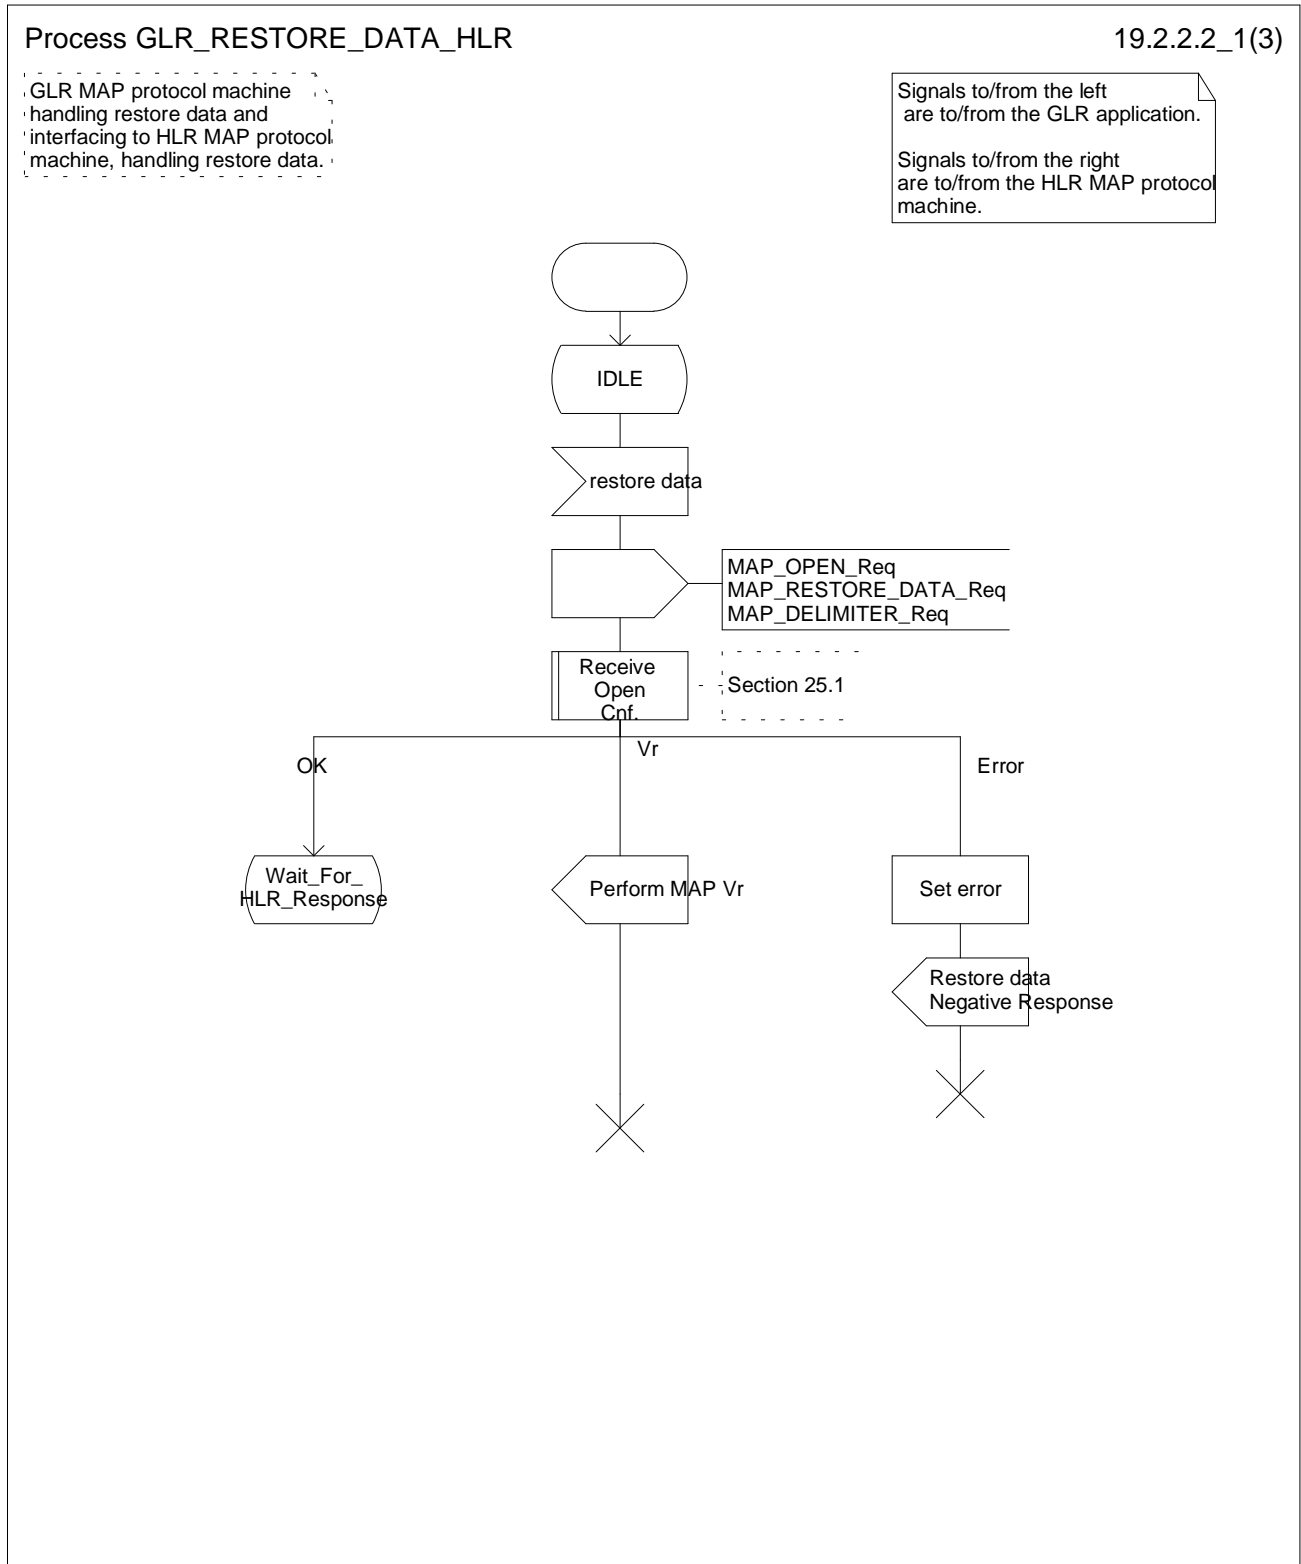 Process GLR_RESTORE_DATA_HLR
19.2.2.2_1(3)
GLR MAP protocol machine
handling restore data and
interfacing to HLR MAP protocol
machine, handling restore data.
Signals to/from the left
are to/from the GLR application.
Signals to/from the right
are to/from the HLR MAP protocol
machine.
IDLE
restore data
MAP_OPEN_Req
MAP_RESTORE_DATA_Req
MAP_DELIMITER_Req
Receive
Open
Cnf.
Section 25.1
OK
Vr
Error
Wait_For_
HLR_Response
Perform MAP Vr
Set error
Restore data
Negative Response